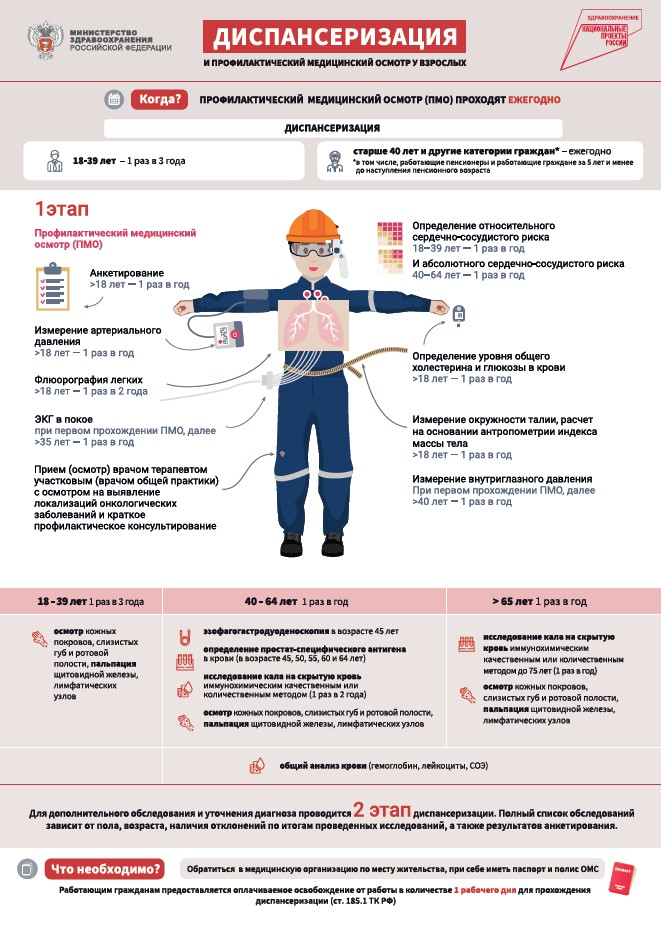 МИНИСТЕРСТВО
ЗДРАВООХРАНЕНИЯ
РОССИЙСКОЙ ФЕДЕРАЦИИ
ДИСПАНСЕРИЗАЦИЯ
И ПРОФИЛАКТИЧЕСКИЙ МЕДИЦИНСКИЙ ОСМОТР У ВЗРОСЛЫХ
ЗДРАВООХРАНЕНИЕ
НАЦИОНАЛЬНЫЕ
ПРОЕКТЫ
РОССИИ
Когда? ПРОФИЛАКТИЧЕСКИЙ МЕДИЦИНСКИЙ ОСМОТР (ПМО) ПРОХОДЯТ ЕЖЕГОДНО
ДИСПАНСЕРИЗАЦИЯ
18-39 лет – 1 раз в 3 года
старше 40 лет и другие категории граждан* – ежегодно
*в том числе, работающие пенсионеры и работающие граждане за 5 лет и менее
до наступления пенсионного возраста
1этап
Профилактический медицинский
осмотр (ПМО)
Анкетирование
>18 лет — 1 раз в год
Измерение артериального
давления
>18 лет — 1 раз в год
Флюорография легких
>18 лет — 1 раз в 2 года
ЭКГ в покое
при первом прохождении ПМО, далее
>35 лет — 1 раз в год
Прием (осмотр) врачом терапевтом
участковым (врачом общей практики)
с осмотром на выявление
локализаций онкологических
заболеваний и краткое
профилактическое консультирование
Определение относительного
сердечно-сосудистого риска
18–39 лет — 1 раз в год
И абсолютного сердечно-сосудистого риска
40–64 лет — 1 раз в год
Определение уровня общего
холестерина и глюкозы в крови
>18 лет — 1 раз в год
Измерение окружности талии, расчет
на основании антропометрии индекса
массы тела
>18 лет — 1 раз в год
Измерение внутриглазного давления
При первом прохождении ПМО, далее
>40 лет — 1 раз в год
18 – 39 лет 1 раз в 3 года
осмотр кожных
покровов, слизистых
губ и ротовой
полости, пальпация
щитовидной железы,
лимфатических
узлов
40 – 64 лет 1 раз в год
эзофагогастродуоденоскопия в возрасте 45 лет
определение простат-специфического антигена
в крови (в возрасте 45, 50, 55, 60 и 64 лет)
исследование кала на скрытую кровь
иммунохимическим качественным или
количественным методом (1 раз в 2 года)
осмотр кожных покровов, слизистых губ и ротовой полости,
пальпация щитовидной железы, лимфатических узлов
> 65 лет 1 раз в год
исследование кала на скрытую
кровь иммунохимическим
качественным или количественным
методом до 75 лет (1 раз в год)
осмотр кожных покровов,
слизистых губ и ротовой полости,
пальпация щитовидной железы,
лимфатических узлов
общий анализ крови (гемоглобин, лейкоциты, СОЭ)
Для дополнительного обследования и уточнения диагноза проводится 2 этап диспансеризации. Полный список обследований
зависит от пола, возраста, наличия отклонений по итогам проведенных исследований, а также результатов анкетирования.
Что необходимо? Обратиться в медицинскую организацию по месту жительства, при себе иметь паспорт и полис ОМС
Работающим гражданам предоставляется оплачиваемое освобождение от работы в количестве 1 рабочего дня для прохождения
диспансеризации (ст. 185.1 ТК РФ)